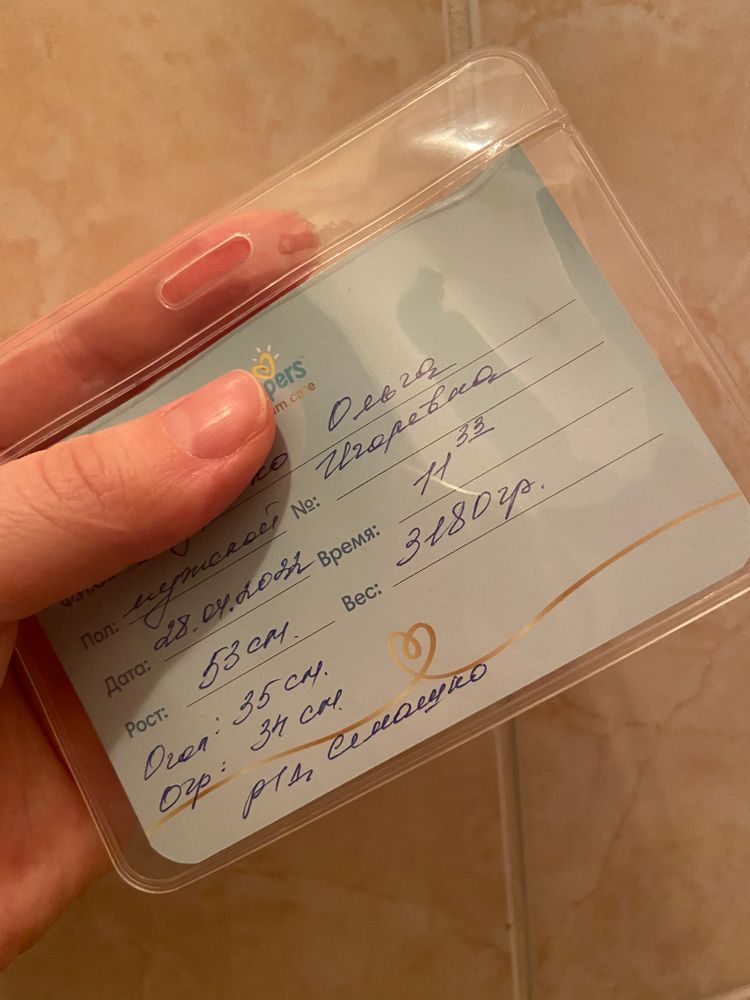 pers
um care
Ольга
Игоревна
Пол: мужской №:
Дата: 28.04.2022 Время: 11 33
Рост: 53 см. Вес: 3180 гр.
Огол: 35 см.
Огр: 34 см.
р/д